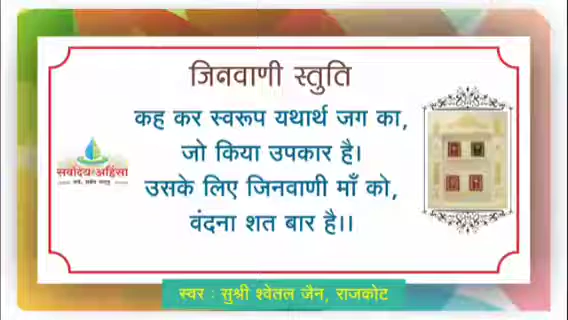 जिनवाणी स्तुति
कह कर स्वरूप यथार्थ जग का,
जो किया उपकार है।
उसके लिए जिनवाणी माँ को,
वंदना शत बार है।।
सर्वोदय अहिंसा
स्वर : सुश्री श्वेतल जैन, राजकोट